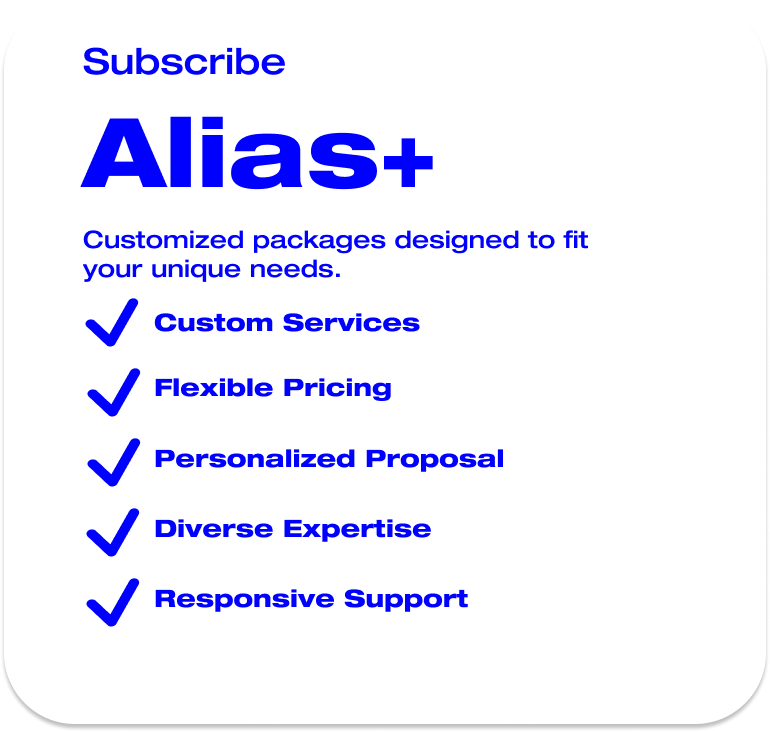 Subscribe
Alias+
Customized packages designed to fit
your unique needs.
Custom Services
Flexible Pricing
Personalized Proposal
Diverse Expertise
Responsive Support